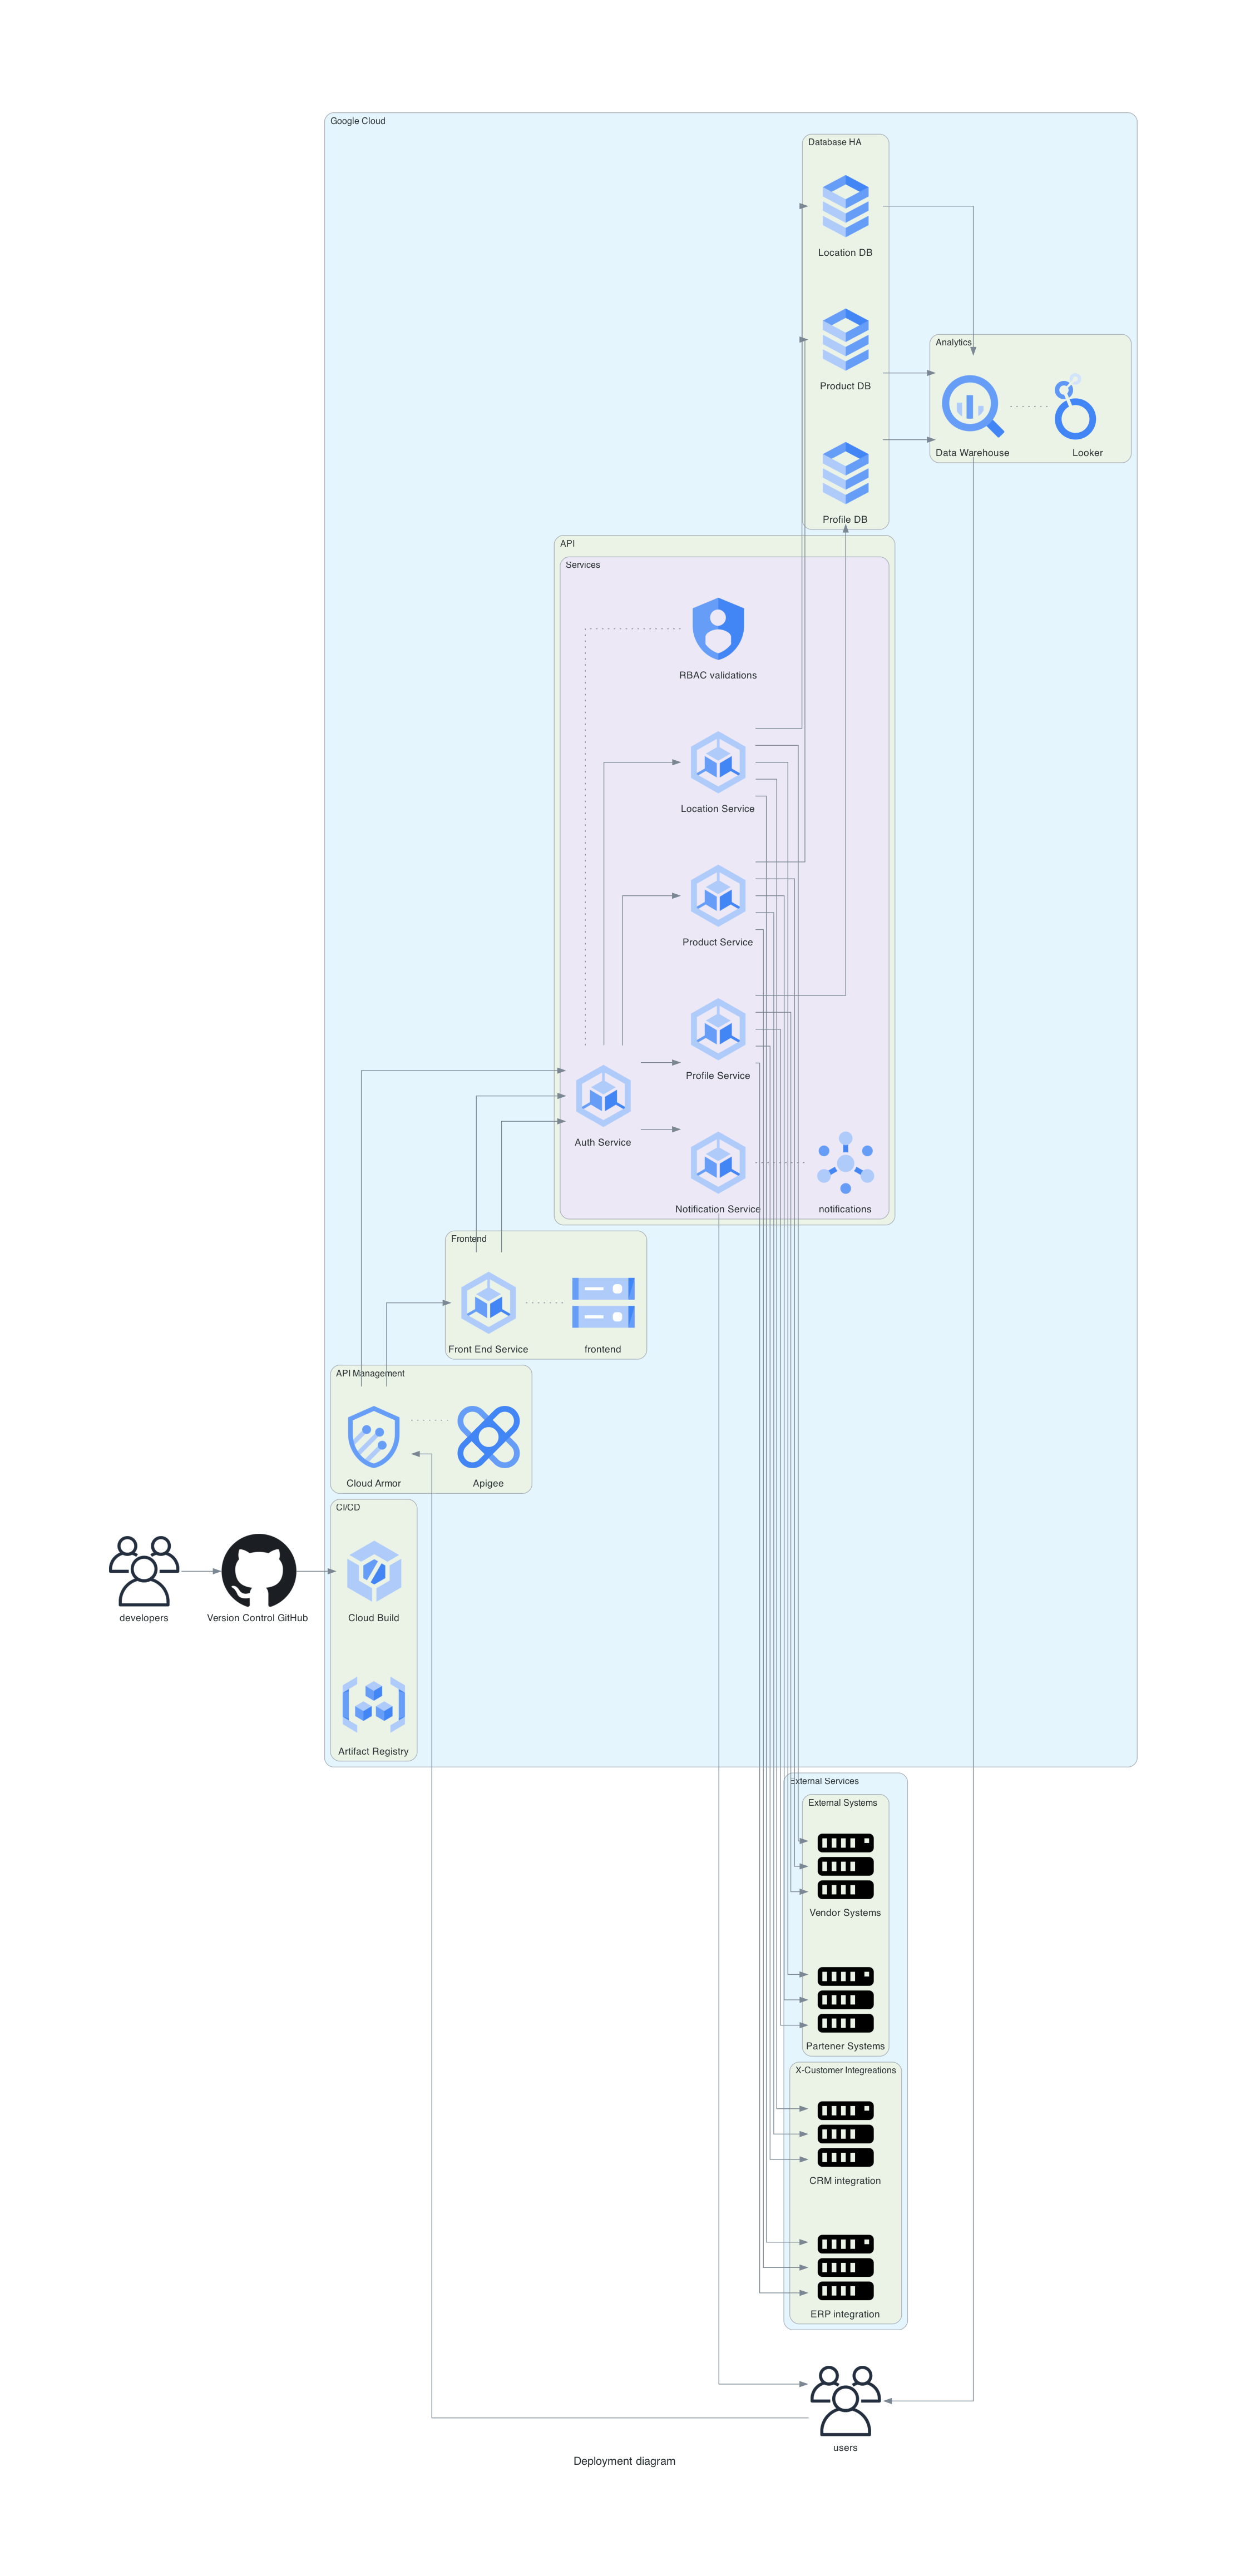 Google Cloud
Database HA
Location DB
Product DB
Analytics
Data Warehouse
Looker
Profile DB
API
Services
RBAC validations
Location Service
Product Service
Profile Service
Auth Service
Notification Service
notifications
Frontend
Front End Service
frontend
API Management
Cloud Armor
Apigee
CI/CD
developers
Version Control GitHub
Cloud Build
Artifact Registry
External Services
External Systems
Vendor Systems
Partener Systems
X-Customer Integreations
CRM integration
ERP integration
users
Deployment diagram